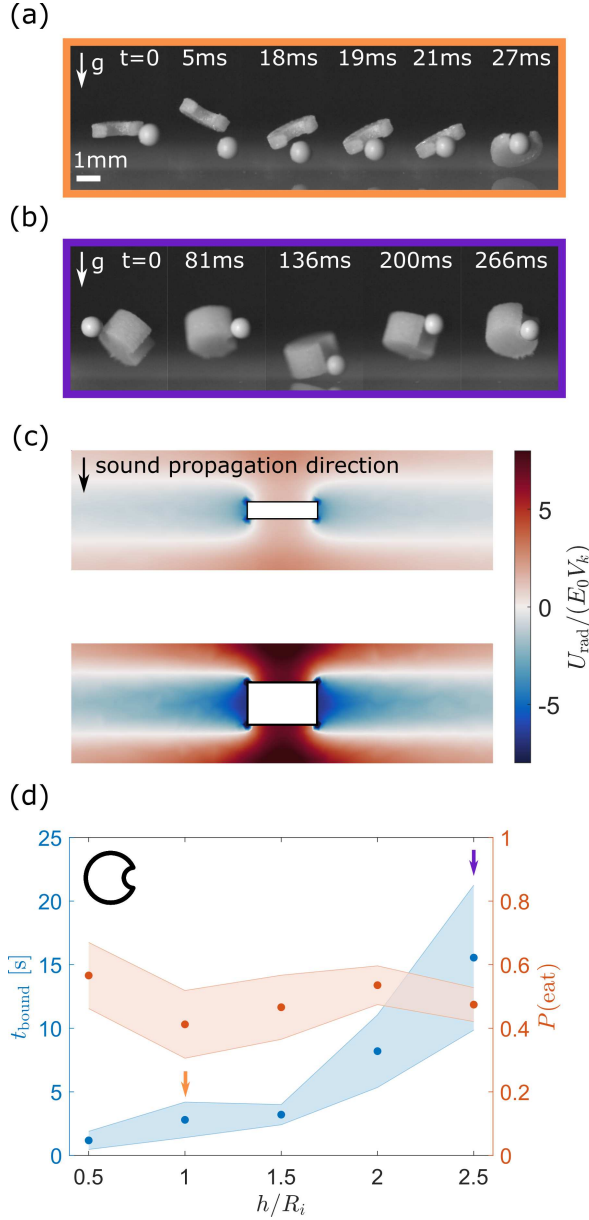 (a)
g t=0 5ms 18ms 19ms 21ms 27ms
1mm
(b)
g t=0 81ms 136ms 200ms 266ms
(c)
sound propagation direction
5
0
-5
U_rad/(E_0V_k)
(d)
25 1
20 0.8
15 0.6
10 0.4
5 0.2
0 0
t_bound [s]
P(eat)
0.5 1 1.5 2 2.5
h/R_i